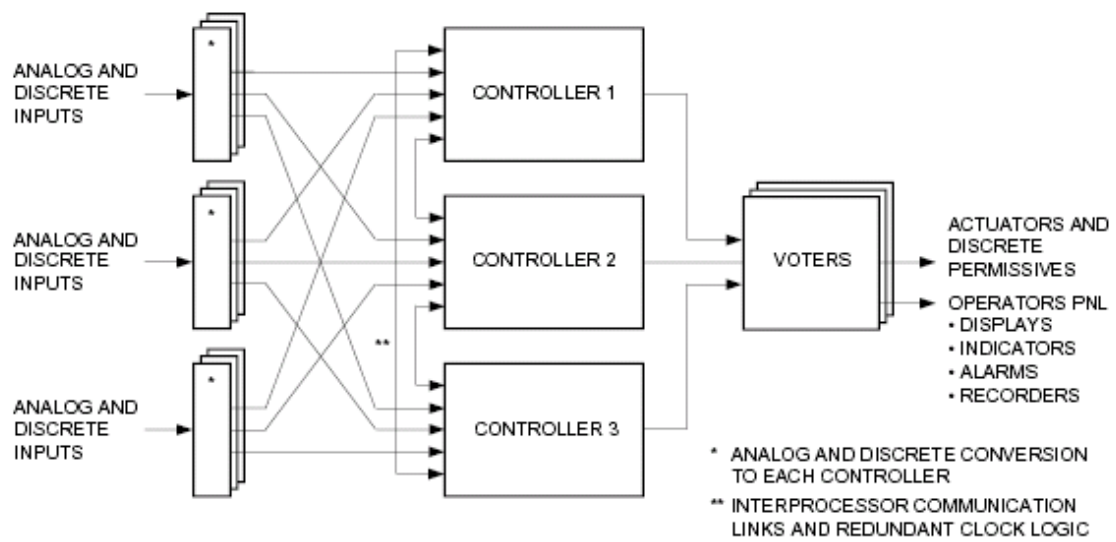 *
ANALOG AND
DISCRETE
INPUTS
CONTROLLER 1
*
ANALOG AND
DISCRETE
INPUTS
CONTROLLER 2
VOTERS
ACTUATORS AND
DISCRETE
PERMISSIVES
OPERATORS PNL
• DISPLAYS
• INDICATORS
• ALARMS
• RECORDERS
**
*
ANALOG AND
DISCRETE
INPUTS
CONTROLLER 3
* ANALOG AND DISCRETE CONVERSION
TO EACH CONTROLLER
** INTERPROCESSOR COMMUNICATION
LINKS AND REDUNDANT CLOCK LOGIC